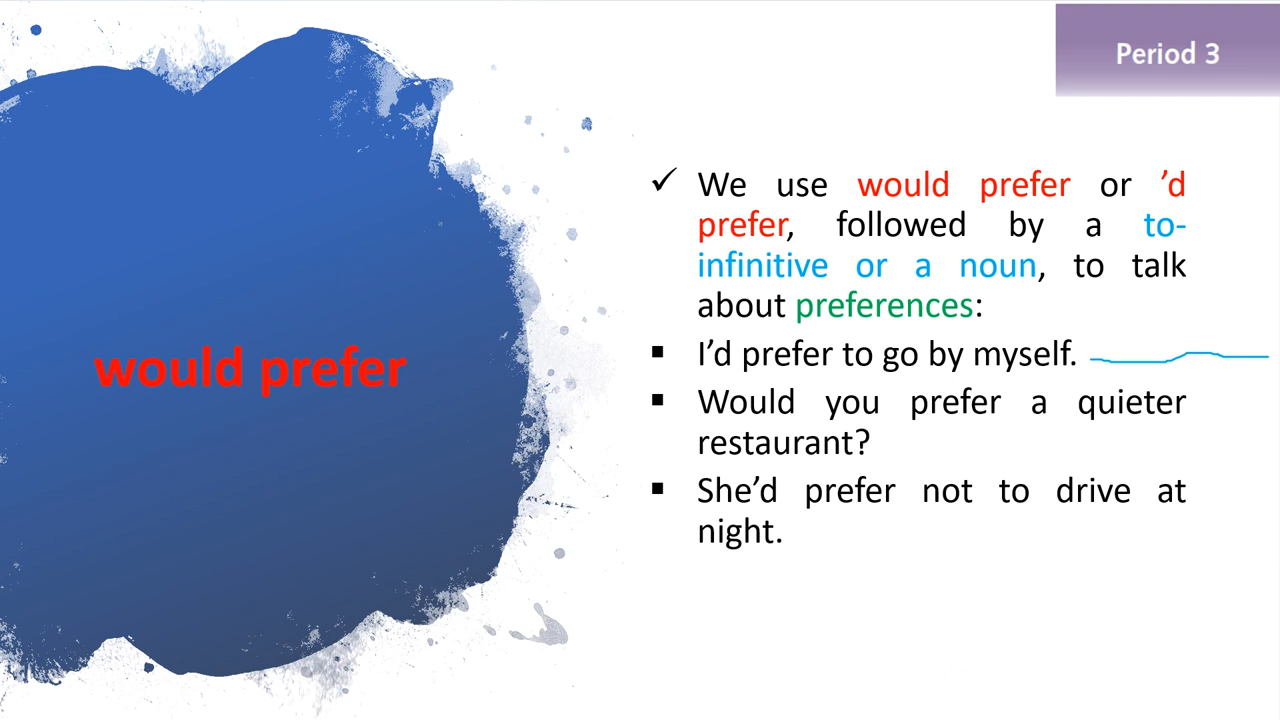 Period 3
would prefer
✓ We use would prefer or ’d
prefer, followed by a to-
infinitive or a noun, to talk
about preferences:
▪ I’d prefer to go by myself.
▪ Would you prefer a quieter
restaurant?
▪ She’d prefer not to drive at
night.